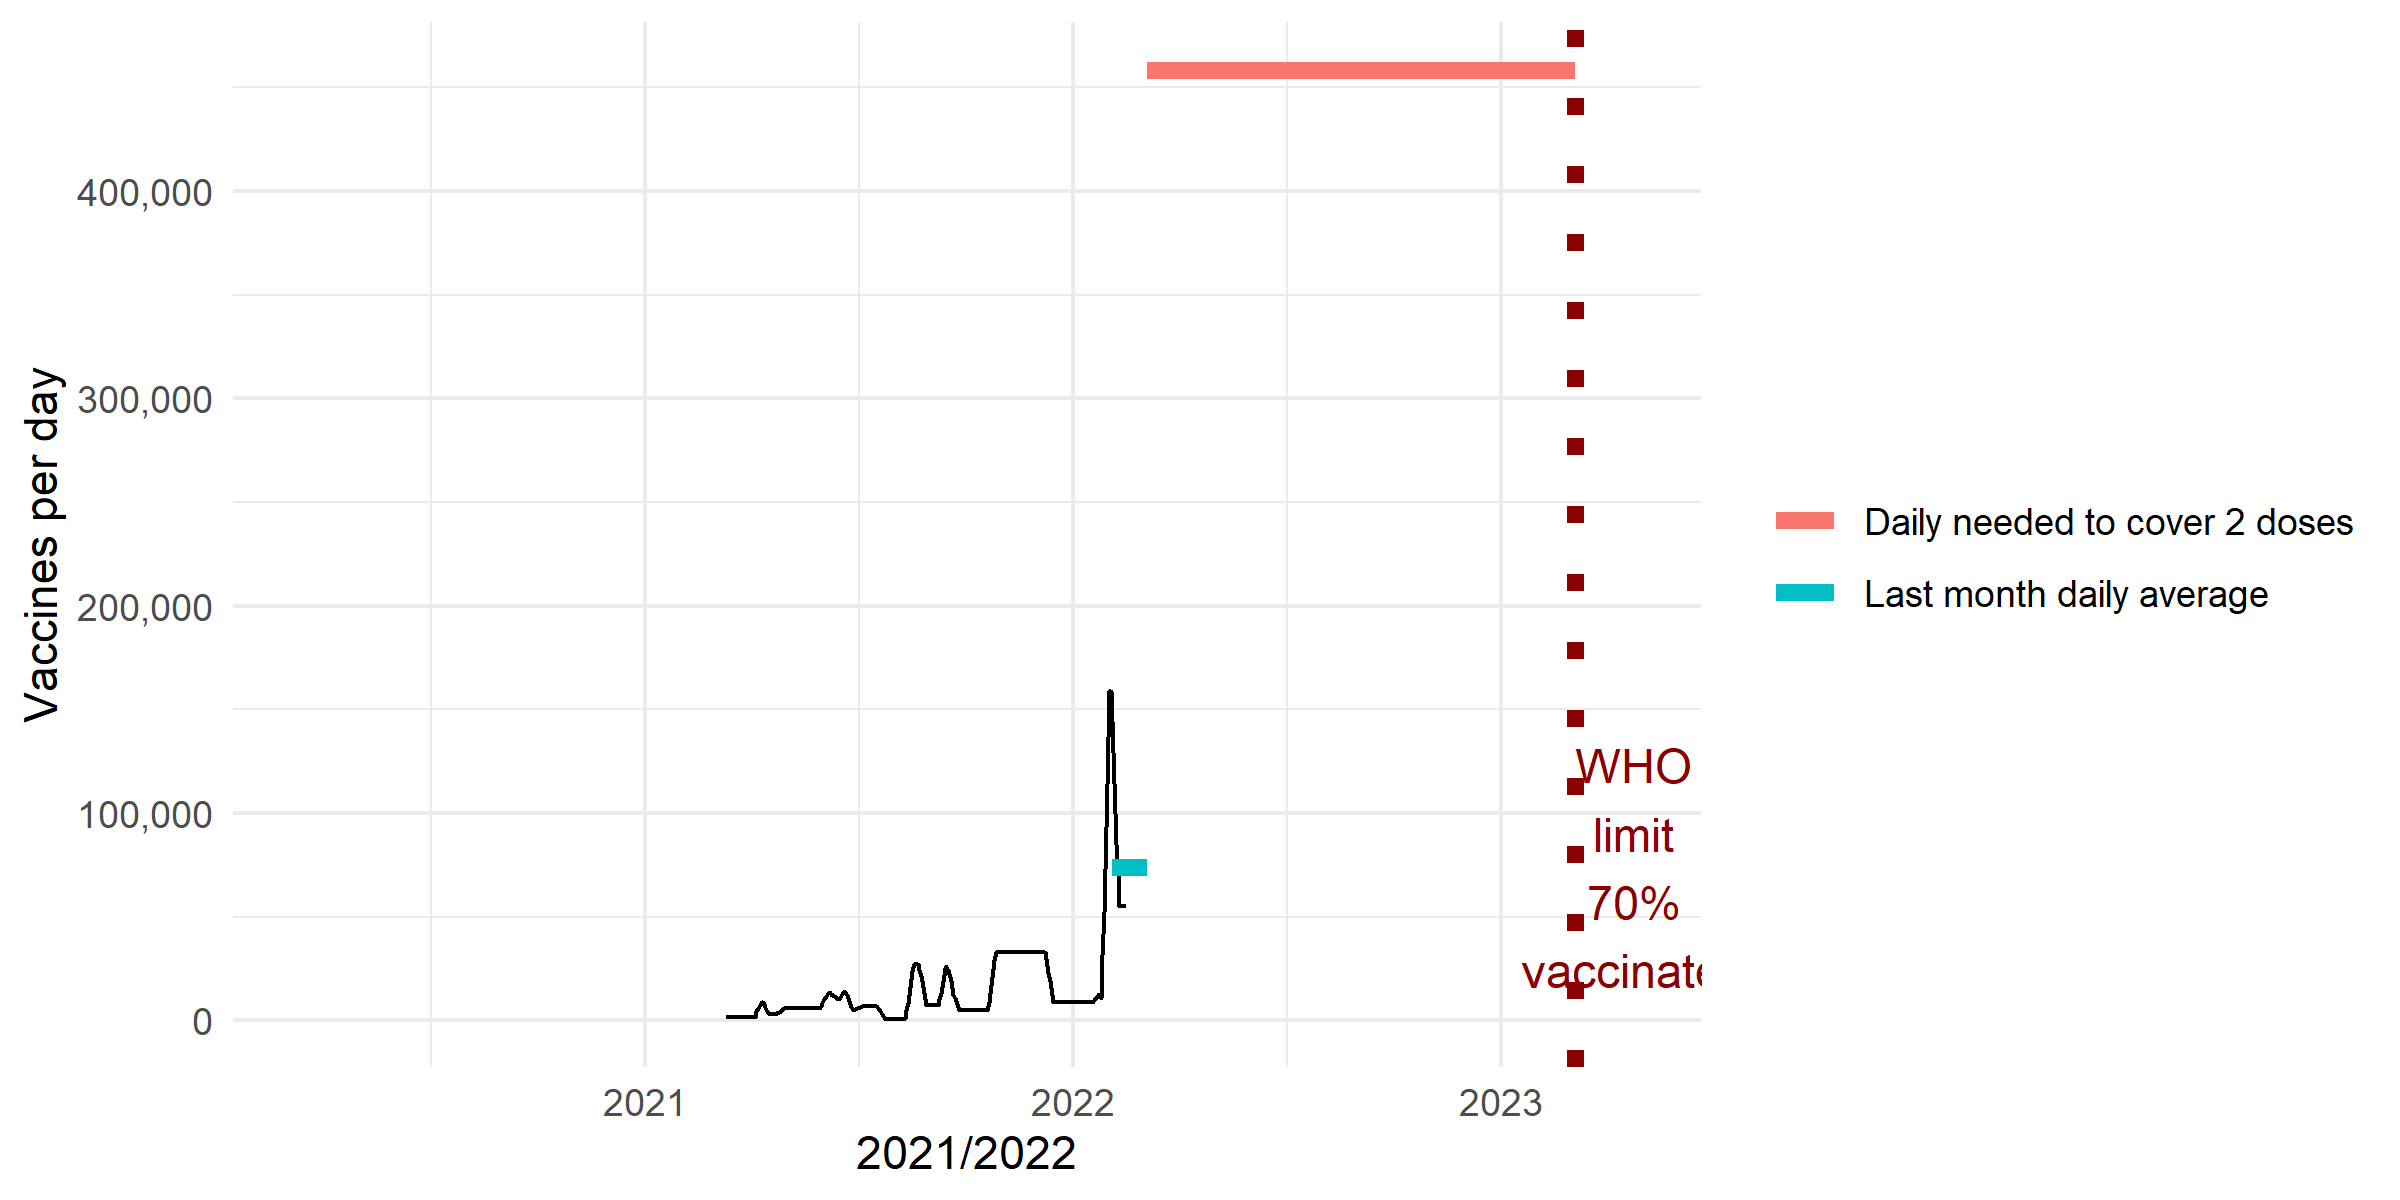 Vaccines per day
400,000
300,000
200,000
100,000
0
2021
2022
2023
2021/2022
WHO
limit
70%
vaccinate
Daily needed to cover 2 doses
Last month daily average